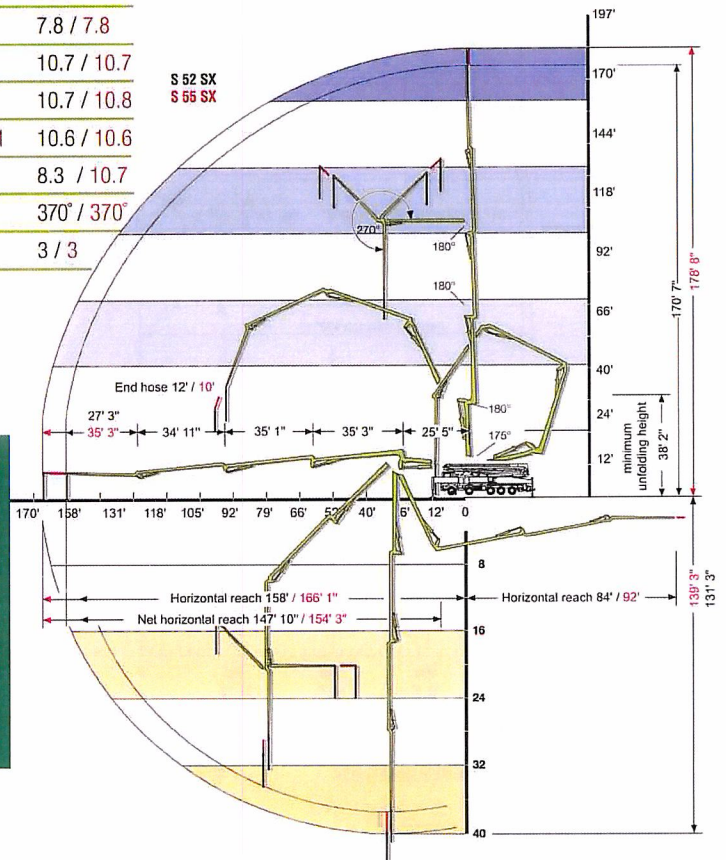 7.8 / 7.8
10.7 / 10.7
10.7 / 10.8
10.6 / 10.6
8.3 / 10.7
370° / 370°
3 / 3
S 52 SX
S 55 SX
197'
170'
144'
118'
92'
66'
40'
24'
12'
178' 8"
170' 7"
270°
180°
180°
180°
175°
minimum
unfolding height
38' 2"
End hose 12' / 10'
27' 3"
35' 3"
34' 11"
35' 1"
35' 3"
25' 5"
170' 158' 131' 118' 105' 92' 79' 66' 52' 40' 6' 12' 0
8
Horizontal reach 158' / 166' 1"
Horizontal reach 84' / 92'
Net horizontal reach 147' 10" / 154' 3"
139' 3"
131' 3"
16
24
32
40